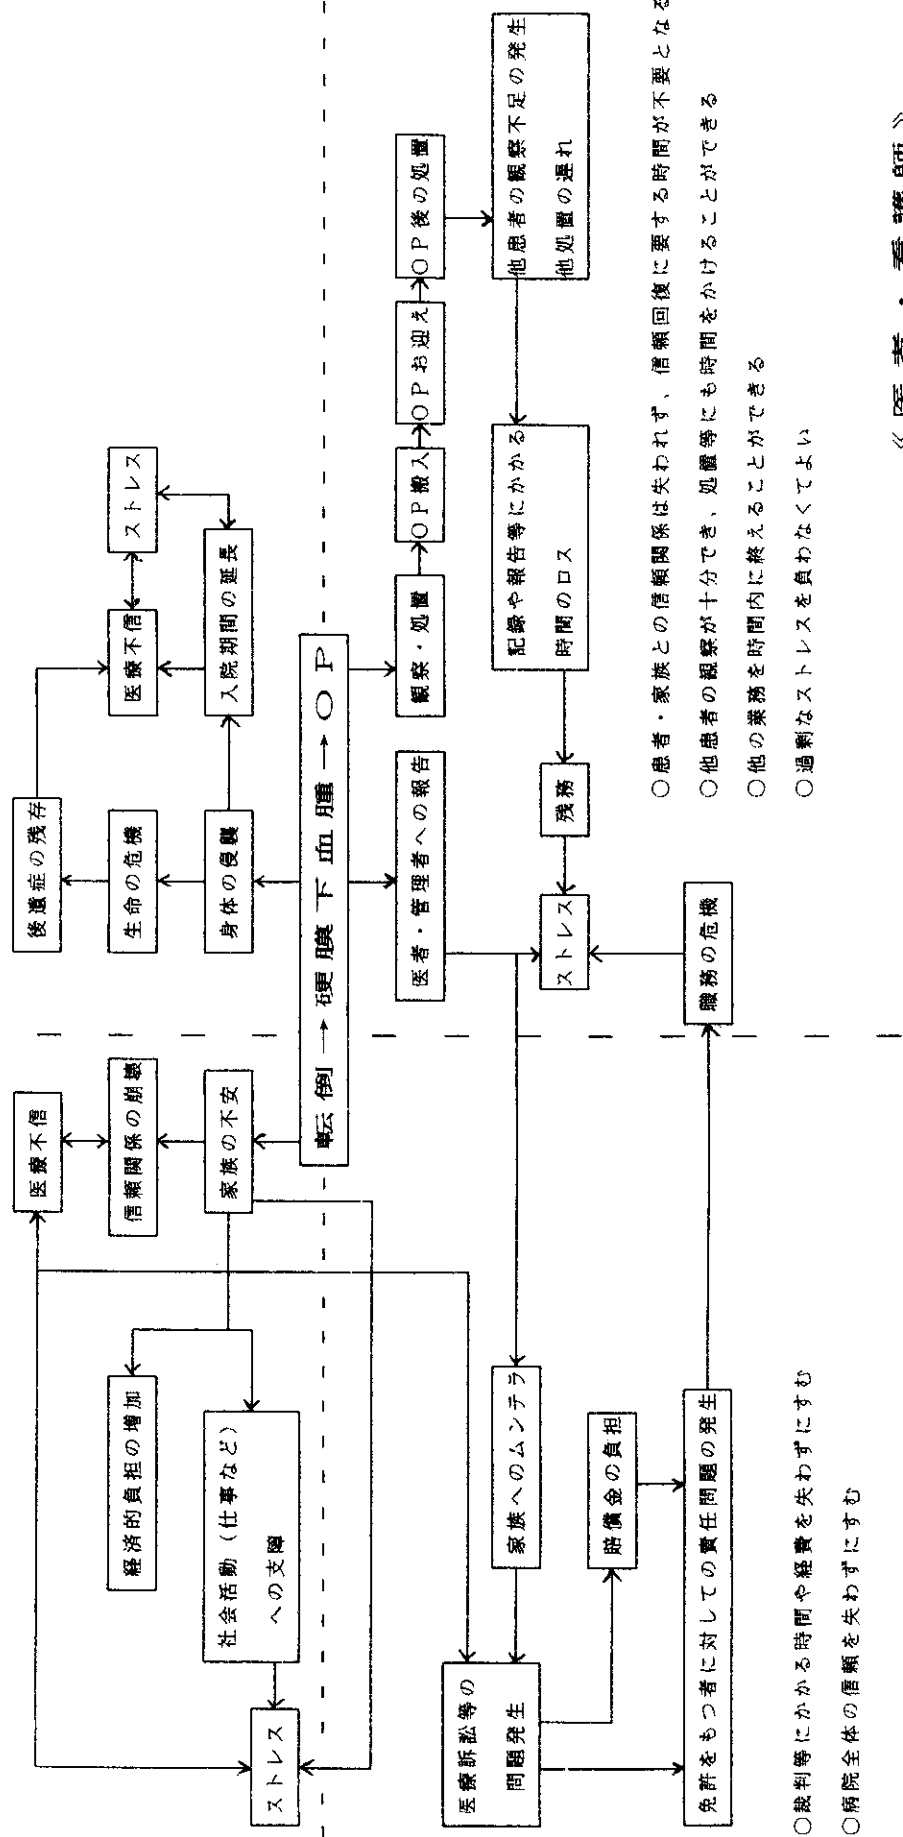 医療不信
信頼関係の崩壊
家族の不安
経済的負担の増加
社会活動（仕事など）
への支障
ストレス
後遺症の残存
生命の危機
身体の侵襲
医療不信
ストレス
入院期間の延長
転倒→硬膜下血腫→ＯＰ
医者・管理者への報告
観察・処置
ＯＰ搬入
ＯＰお迎え
ＯＰ後の処置
他患者の観察不足の発生
他処置の遅れ
記録や報告等にかかる
時間のロス
残務
ストレス
職務の危機
家族へのムンテラ
医療訴訟等の
問題発生
賠償金の負担
免許をもつ者に対しての責任問題の発生
○裁判等にかかる時間や経費を失わずにすむ
○病院全体の信頼を失わずにすむ
○患者・家族との信頼関係は失われず、信頼回復に要する時間が不要となる
○他患者の観察が十分でき、処置等にも時間をかけることができる
○他の業務を時間内に終えることができる
○過剰なストレスを負わなくてよい
《医者・看護師》